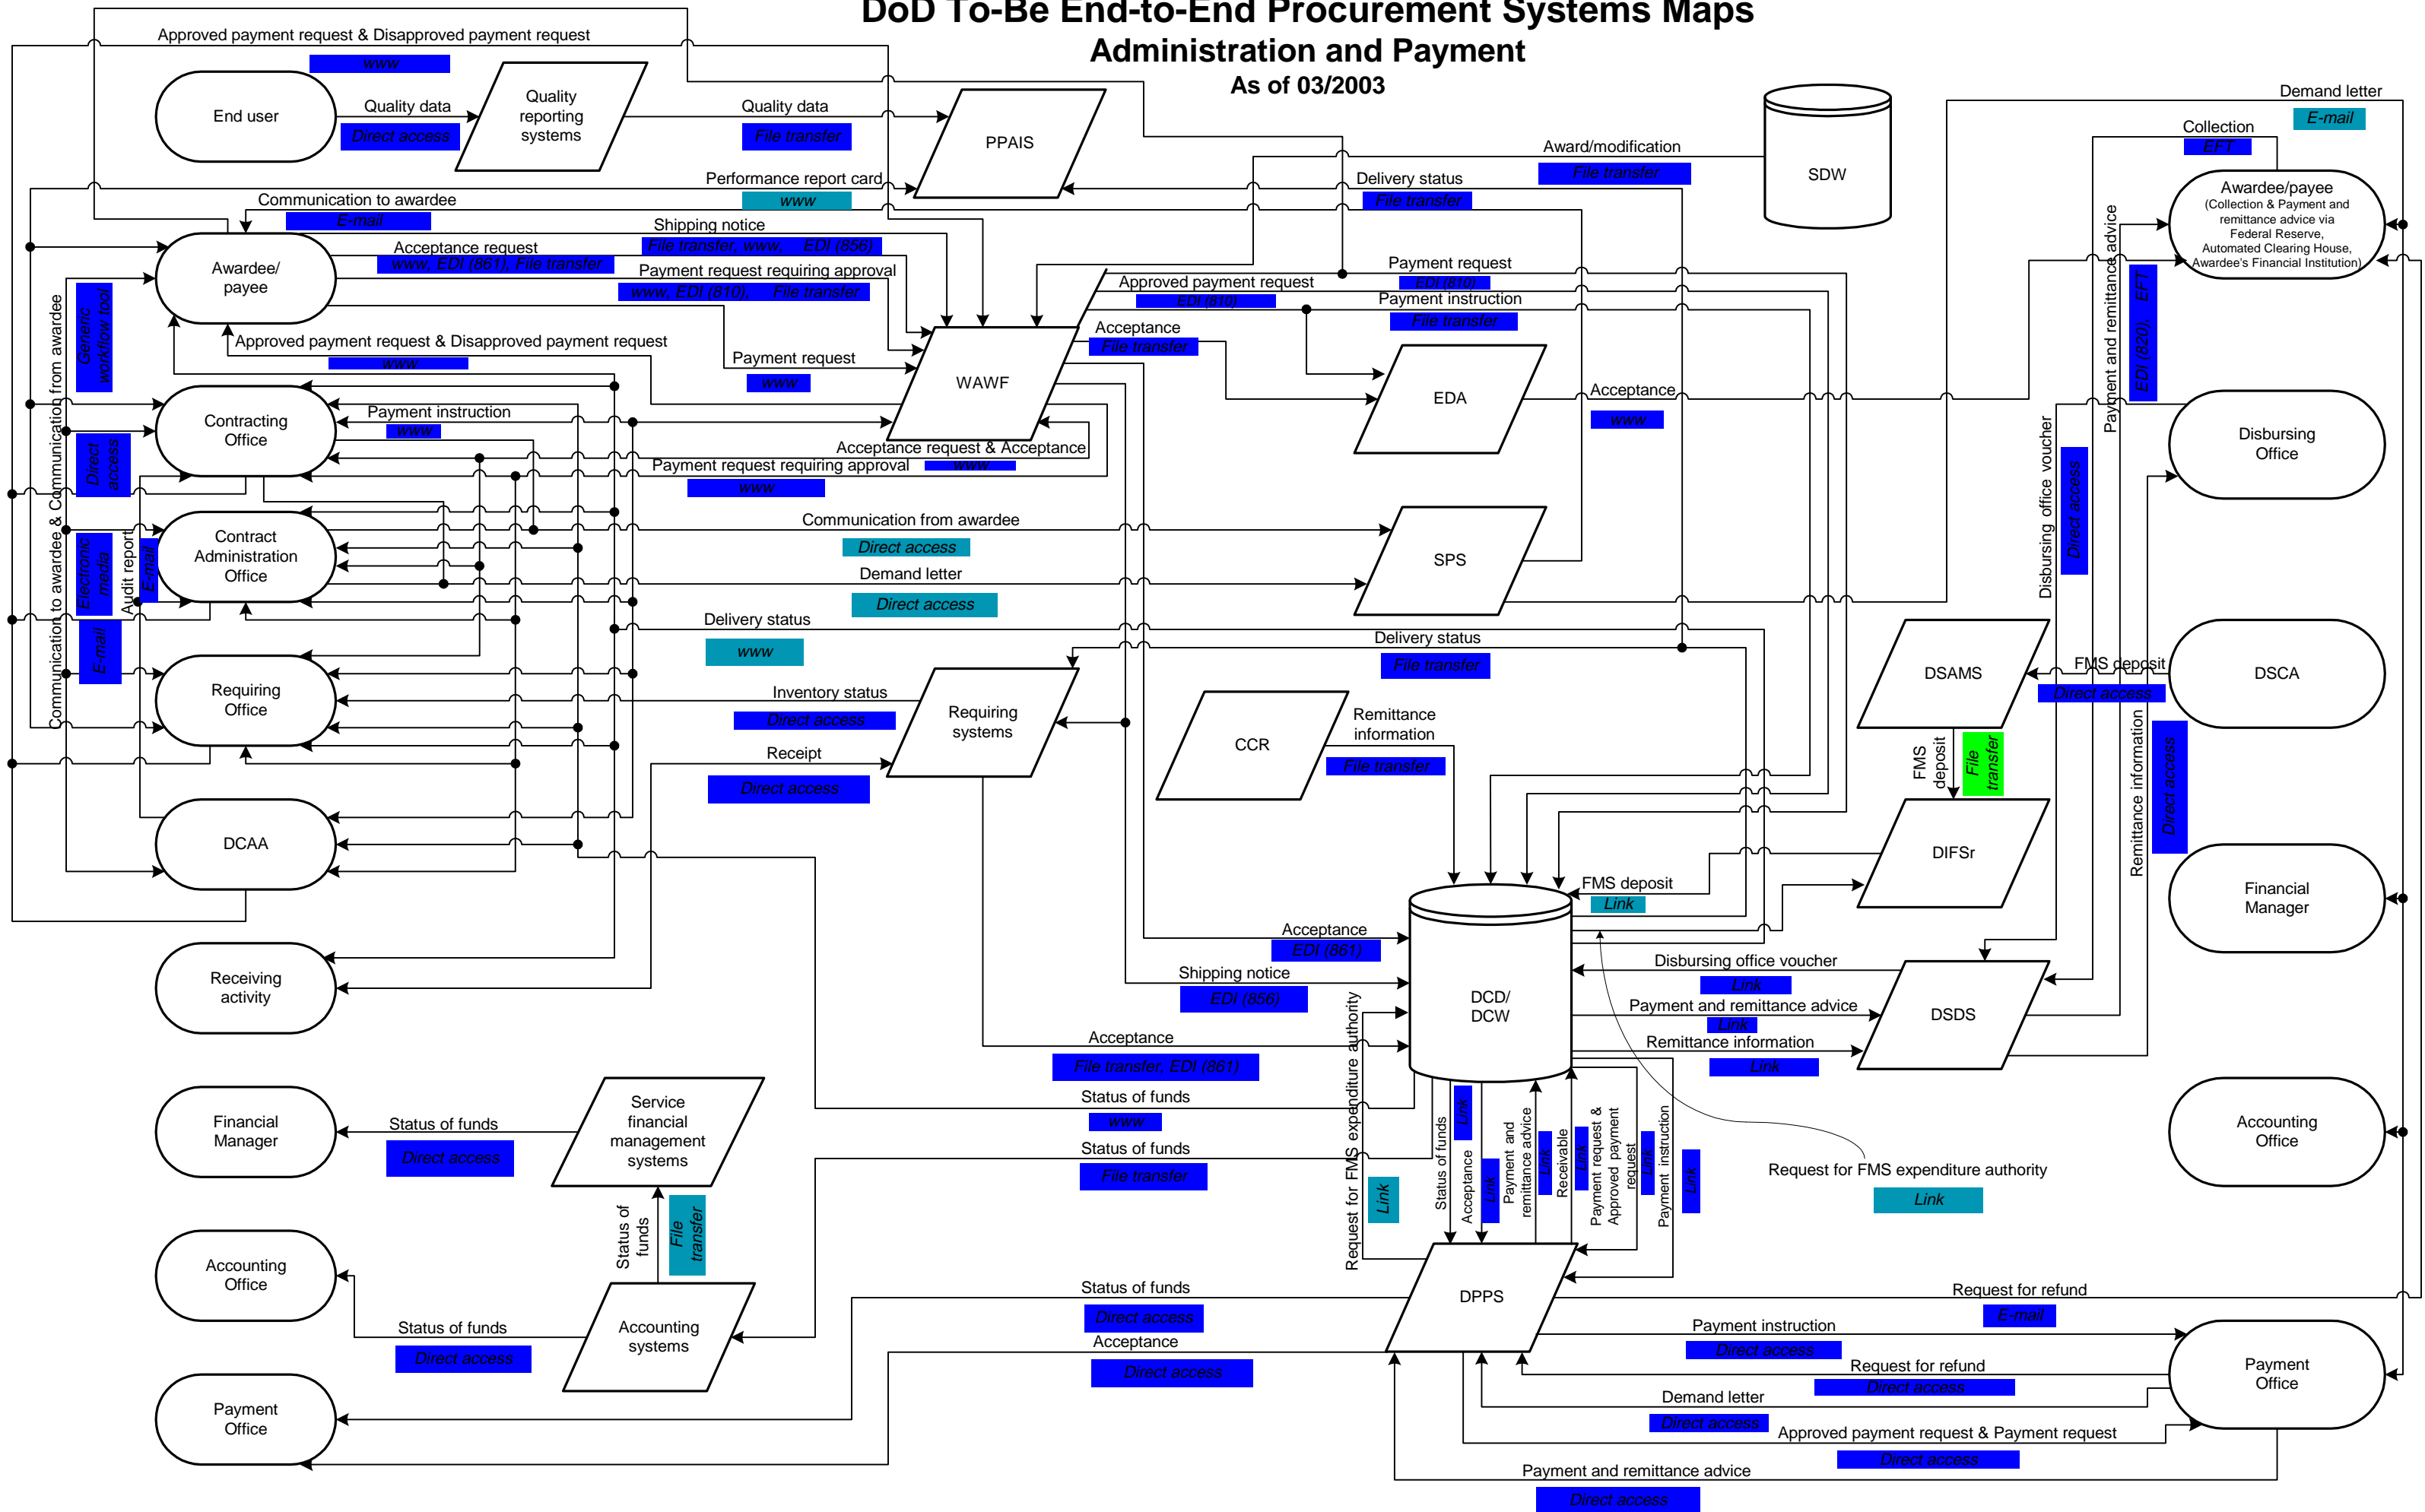 DoD To-Be End-to-End Procurement Systems Maps
Administration and Payment
As of 03/2003
Approved payment request & Disapproved payment request
www
End user
Quality data
Direct access
Quality
reporting
systems
Quality data
File transfer
PPAIS
SDW
Award/modification
File transfer
Demand letter
E-mail
Collection
EFT
Performance report card
www
Delivery status
File transfer
Awardee/payee
(Collection & Payment and
remittance advice via
Federal Reserve,
Automated Clearing House,
Awardee's Financial Institution)
Communication to awardee
E-mail
Shipping notice
File transfer, www, EDI (856)
Acceptance request
www, EDI (861), File transfer
Payment request requiring approval
www, EDI (810), File transfer
Awardee/
payee
Payment request
EDI (810)
Approved payment request
EDI (810)
Payment instruction
File transfer
Acceptance
File transfer
Approved payment request & Disapproved payment request
www
Payment request
www
WAWF
EDA
Acceptance
www
Payment and remittance advice
EDI (820), EFT
Generic
workflow tool
Contracting
Office
Payment instruction
www
Acceptance request & Acceptance
www
Payment request requiring approval
www
Direct
access
Disbursing
Office
Disbursing office voucher
Direct access
Communication to awardee & Communication from awardee
Contract
Administration
Office
Communication from awardee
Direct access
Demand letter
Direct access
SPS
Electronic
media
Audit report
E-mail
E-mail
Delivery status
www
Delivery status
File transfer
Requiring
Office
Inventory status
Direct access
Receipt
Direct access
Requiring
systems
CCR
Remittance
information
File transfer
DSAMS
FMS deposit
Direct access
DSCA
FMS
deposit
File
transfer
Remittance information
Direct access
DCAA
DIFSr
FMS deposit
Link
Financial
Manager
Acceptance
EDI (861)
Receiving
activity
Shipping notice
EDI (856)
DCD/
DCW
Disbursing office voucher
Link
Payment and remittance advice
Link
Remittance information
Link
DSDS
Acceptance
File transfer, EDI (861)
Status of funds
www
Status of funds
File transfer
Financial
Manager
Status of funds
Direct access
Service
financial
management
systems
Request for FMS expenditure authority
Link
Status of funds
Link
Acceptance
Link
Payment and
remittance advice
Link
Receivable
Link
Payment request &
Approved payment
request
Link
Payment instruction
Link
Accounting
Office
Request for FMS expenditure authority
Link
Status of
funds
File
transfer
Accounting
Office
Status of funds
Direct access
Accounting
systems
Status of funds
Direct access
Acceptance
Direct access
DPPS
Request for refund
E-mail
Payment instruction
Direct access
Request for refund
Direct access
Demand letter
Direct access
Approved payment request & Payment request
Direct access
Payment and remittance advice
Direct access
Payment
Office
Payment
Office